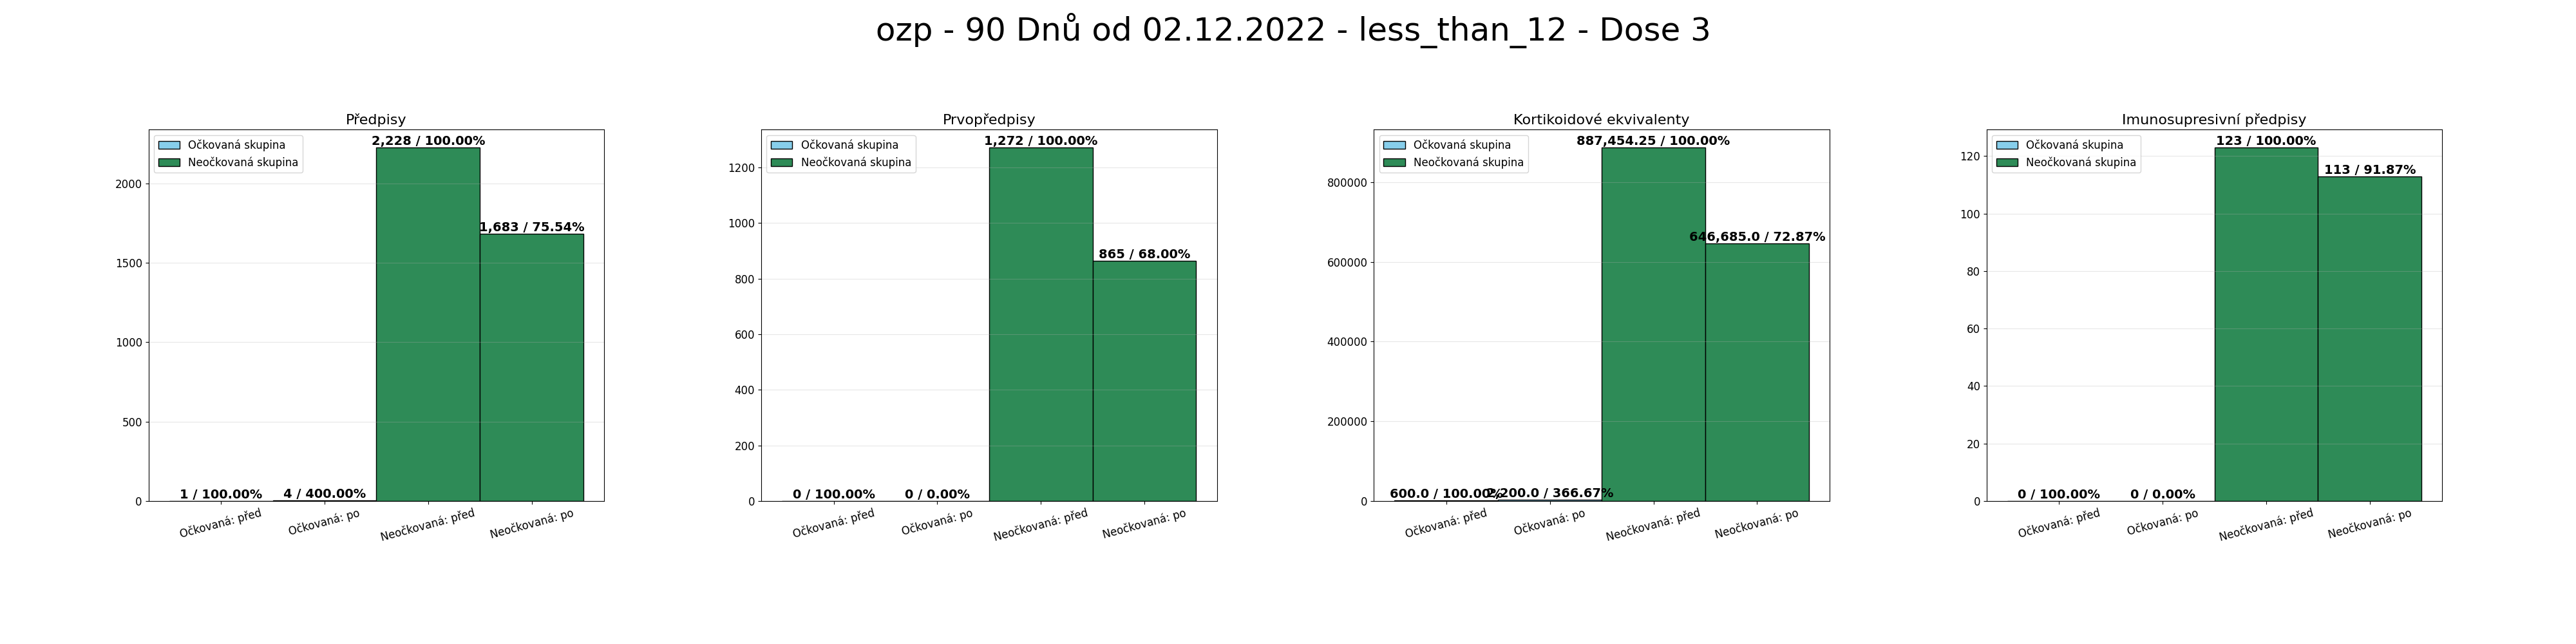 ozp - 90 Dnů od 02.12.2022 - less_than_12 - Dose 3
Předpisy
Očkovaná skupina
Neočkovaná skupina
2,228 / 100.00%
1,683 / 75.54%
1 / 100.00%
4 / 400.00%
2000
1500
1000
500
0
Očkovaná: před
Očkovaná: po
Neočkovaná: před
Neočkovaná: po
Prvopředpisy
Očkovaná skupina
Neočkovaná skupina
1,272 / 100.00%
865 / 68.00%
0 / 100.00%
0 / 0.00%
1200
1000
800
600
400
200
0
Očkovaná: před
Očkovaná: po
Neočkovaná: před
Neočkovaná: po
Kortikoidové ekvivalenty
Očkovaná skupina
Neočkovaná skupina
887,454.25 / 100.00%
646,685.0 / 72.87%
600.0 / 100.00%
2,200.0 / 366.67%
800000
600000
400000
200000
0
Očkovaná: před
Očkovaná: po
Neočkovaná: před
Neočkovaná: po
Imunosupresivní předpisy
Očkovaná skupina
Neočkovaná skupina
123 / 100.00%
113 / 91.87%
0 / 100.00%
0 / 0.00%
120
100
80
60
40
20
0
Očkovaná: před
Očkovaná: po
Neočkovaná: před
Neočkovaná: po